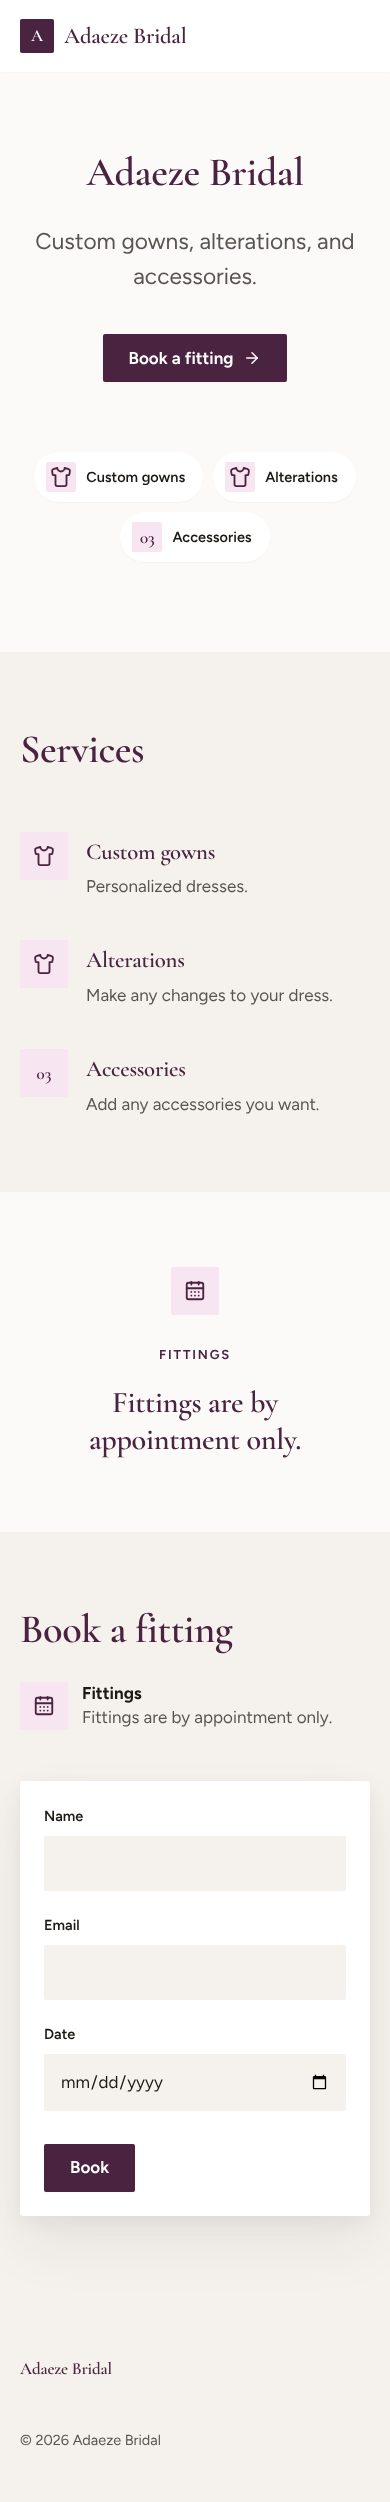 A Adaeze Bridal
Adaeze Bridal
Custom gowns, alterations, and
accessories.
Book a fitting
Custom gowns
Alterations
03 Accessories
Services
Custom gowns
Personalized dresses.
Alterations
Make any changes to your dress.
03 Accessories
Add any accessories you want.
FITTINGS
Fittings are by
appointment only.
Book a fitting
Fittings
Fittings are by appointment only.
Name
Email
Date
mm/dd/yyyy
Book
Adaeze Bridal
© 2026 Adaeze Bridal